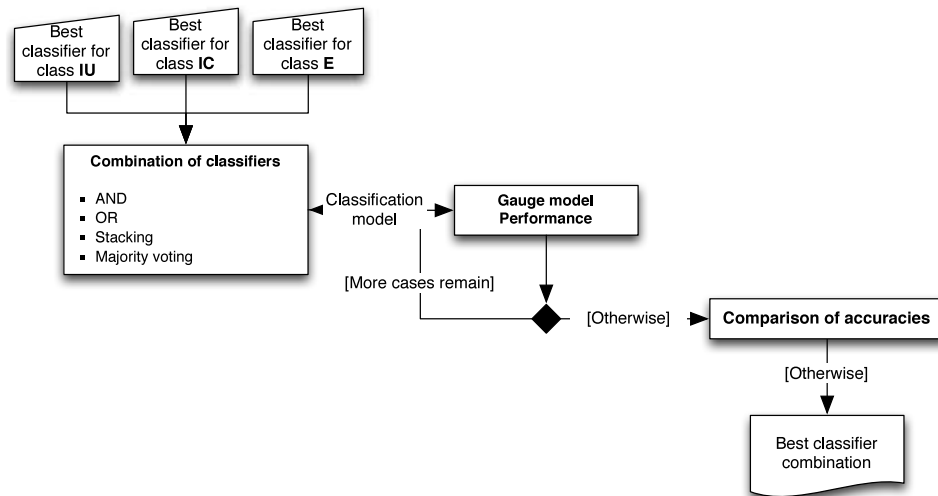 Best
classifier for
class IU
Best
classifier for
class IC
Best
classifier for
class E
Combination of classifiers
▪ AND
▪ OR
▪ Stacking
▪ Majority voting
Classification
model
Gauge model
Performance
[More cases remain]
[Otherwise]
Comparison of accuracies
[Otherwise]
Best classifier
combination